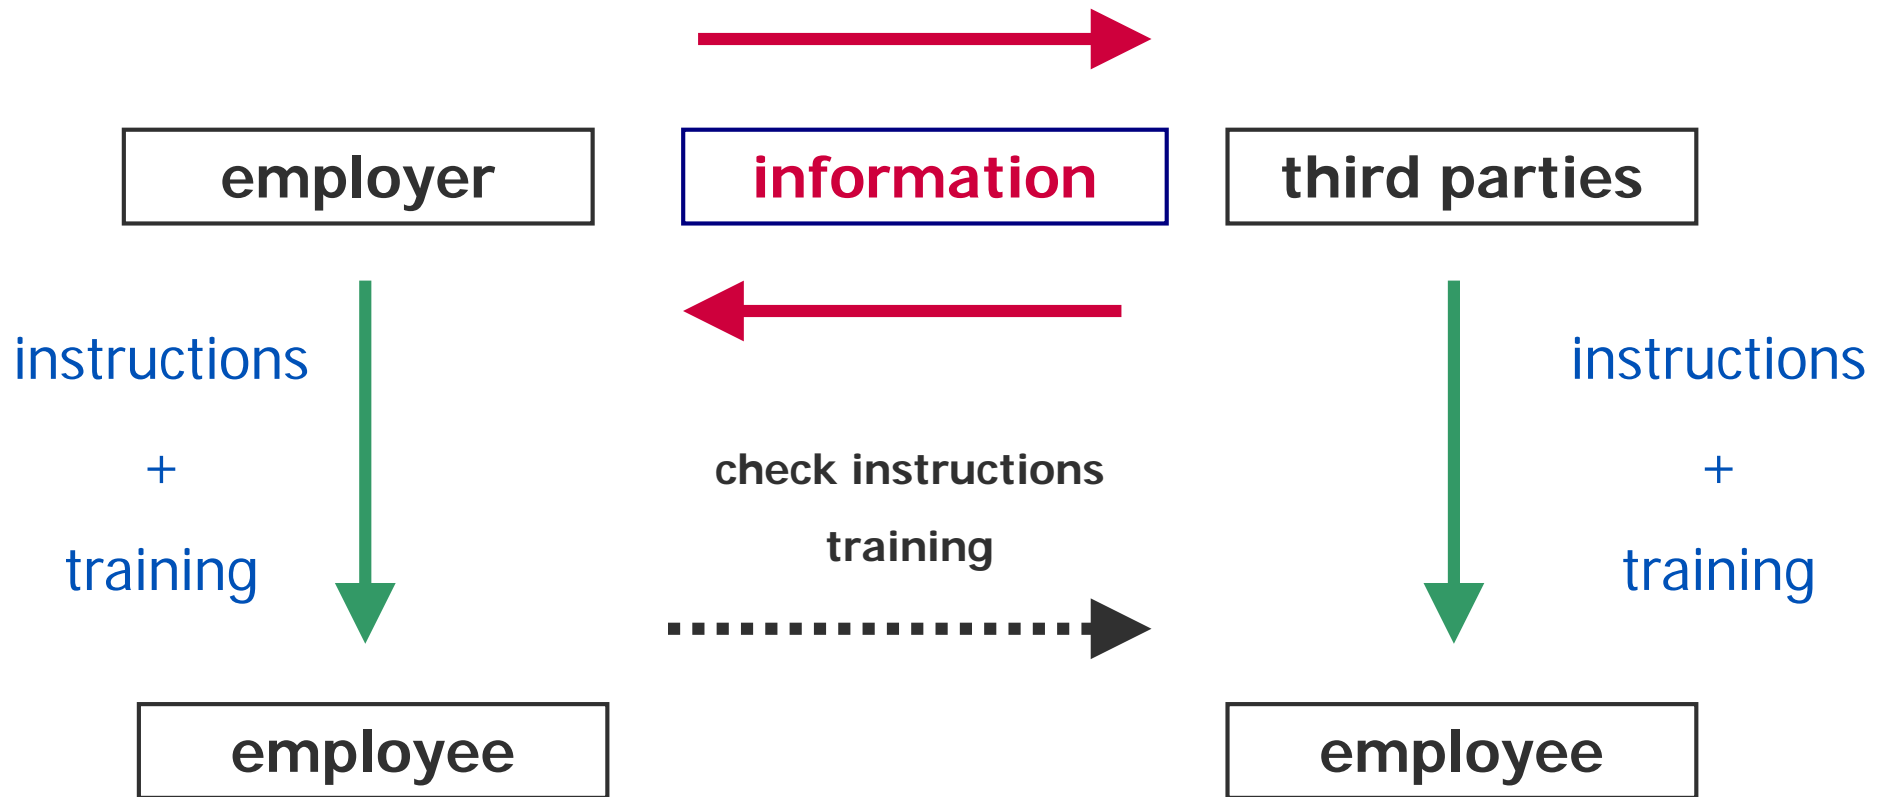 employer
information
third parties
instructions
+
training
check instructions
training
instructions
+
training
employee
employee